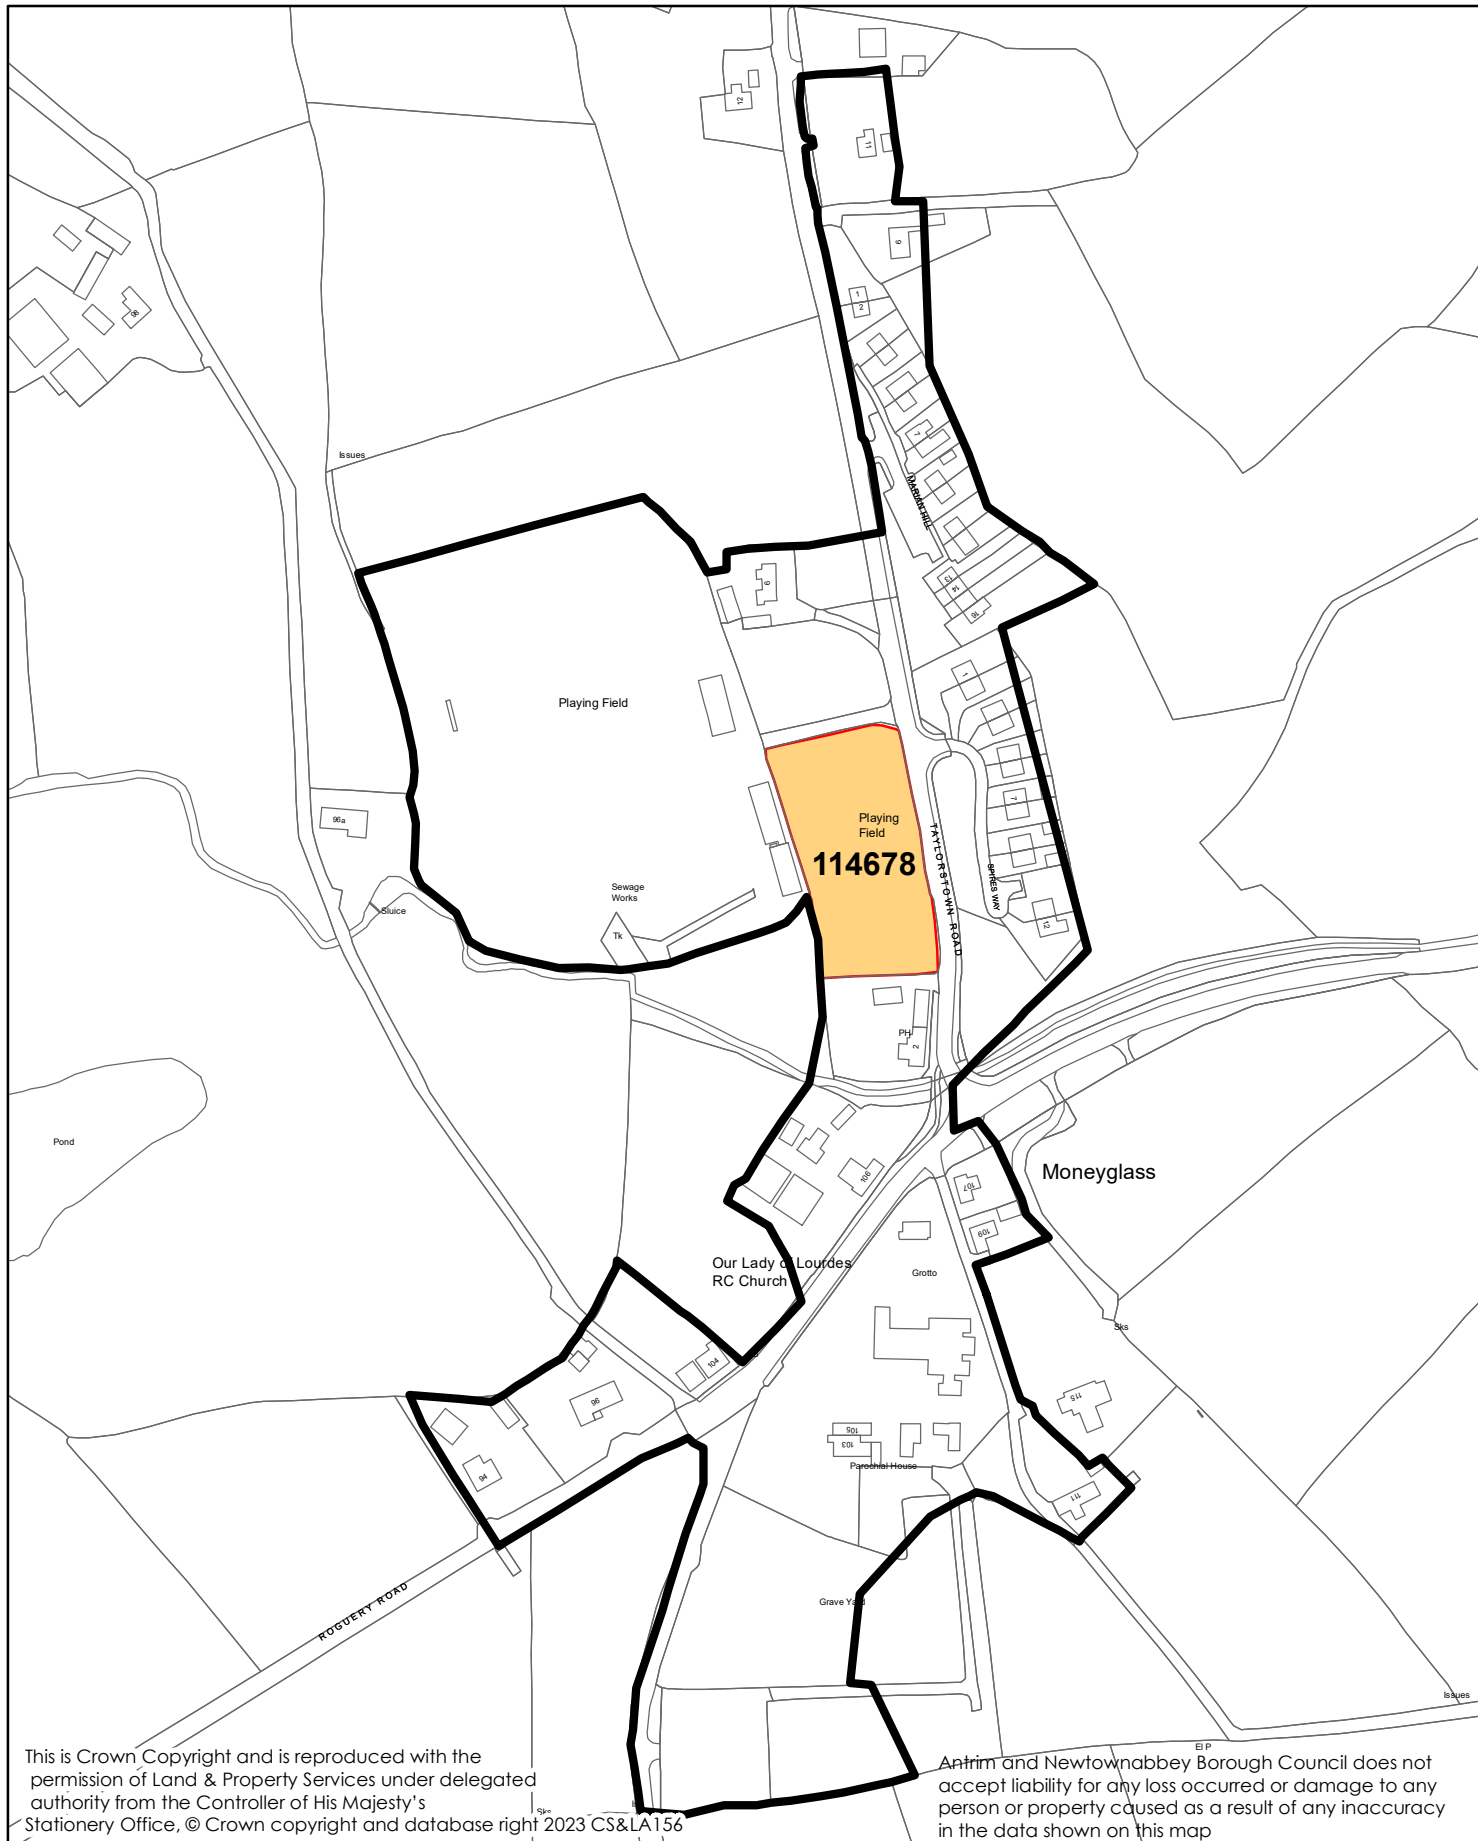 12
11
9
1
2
98
7
Issues
MARIAN HILL
9
13
14
16
1
Playing Field
96a
7
Playing
Field
114678
TAYLORSTOWN ROAD
SPIRES WAY
Sewage
Works
Sluice
Tk
12
PH
2
Pond
106
Moneyglass
107
109
Our Lady of Lourdes
RC Church
Grotto
Sks
104
115
96
105
103
Parochial House
94
111
ROGUERY ROAD
Grave Yard
Issues
El P
This is Crown Copyright and is reproduced with the
permission of Land & Property Services under delegated
authority from the Controller of His Majesty's
Stationery Office, © Crown copyright and database right 2023 CS&LA156
Sks
Antrim and Newtownabbey Borough Council does not
accept liability for any loss occurred or damage to any
person or property caused as a result of any inaccuracy
in the data shown on this map